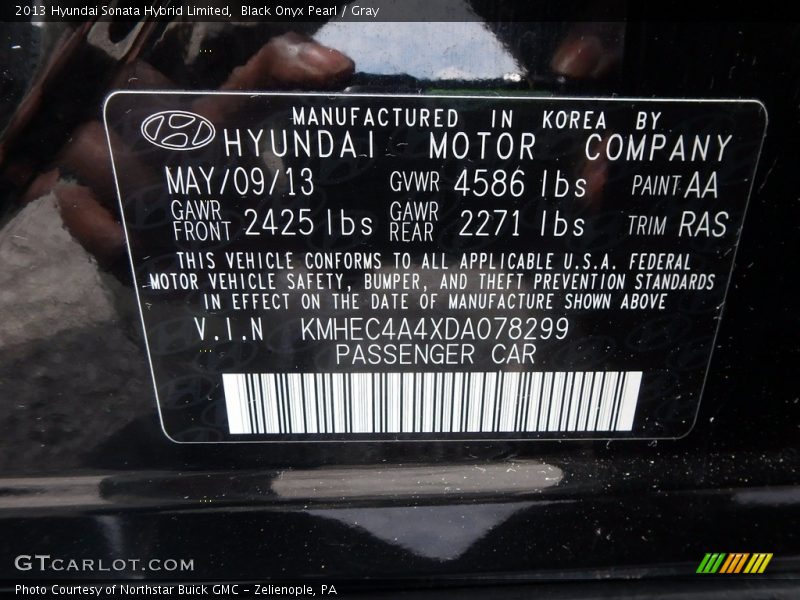 2013 Hyundai Sonata Hybrid Limited,  Black Onyx Pearl / Gray
MANUFACTURED IN KOREA BY
HYUNDAI MOTOR COMPANY
MAY/09/13 GVWR 4586 lbs PAINT AA
GAWR FRONT 2425 lbs GAWR REAR 2271 lbs TRIM RAS
THIS VEHICLE CONFORMS TO ALL APPLICABLE U.S.A. FEDERAL
MOTOR VEHICLE SAFETY, BUMPER, AND THEFT PREVENTION STANDARDS
IN EFFECT ON THE DATE OF MANUFACTURE SHOWN ABOVE
V.I.N KMHEC4A4XDA078299
PASSENGER CAR
GTCARLOT.COM
Photo Courtesy of Northstar Buick GMC - Zelienople, PA